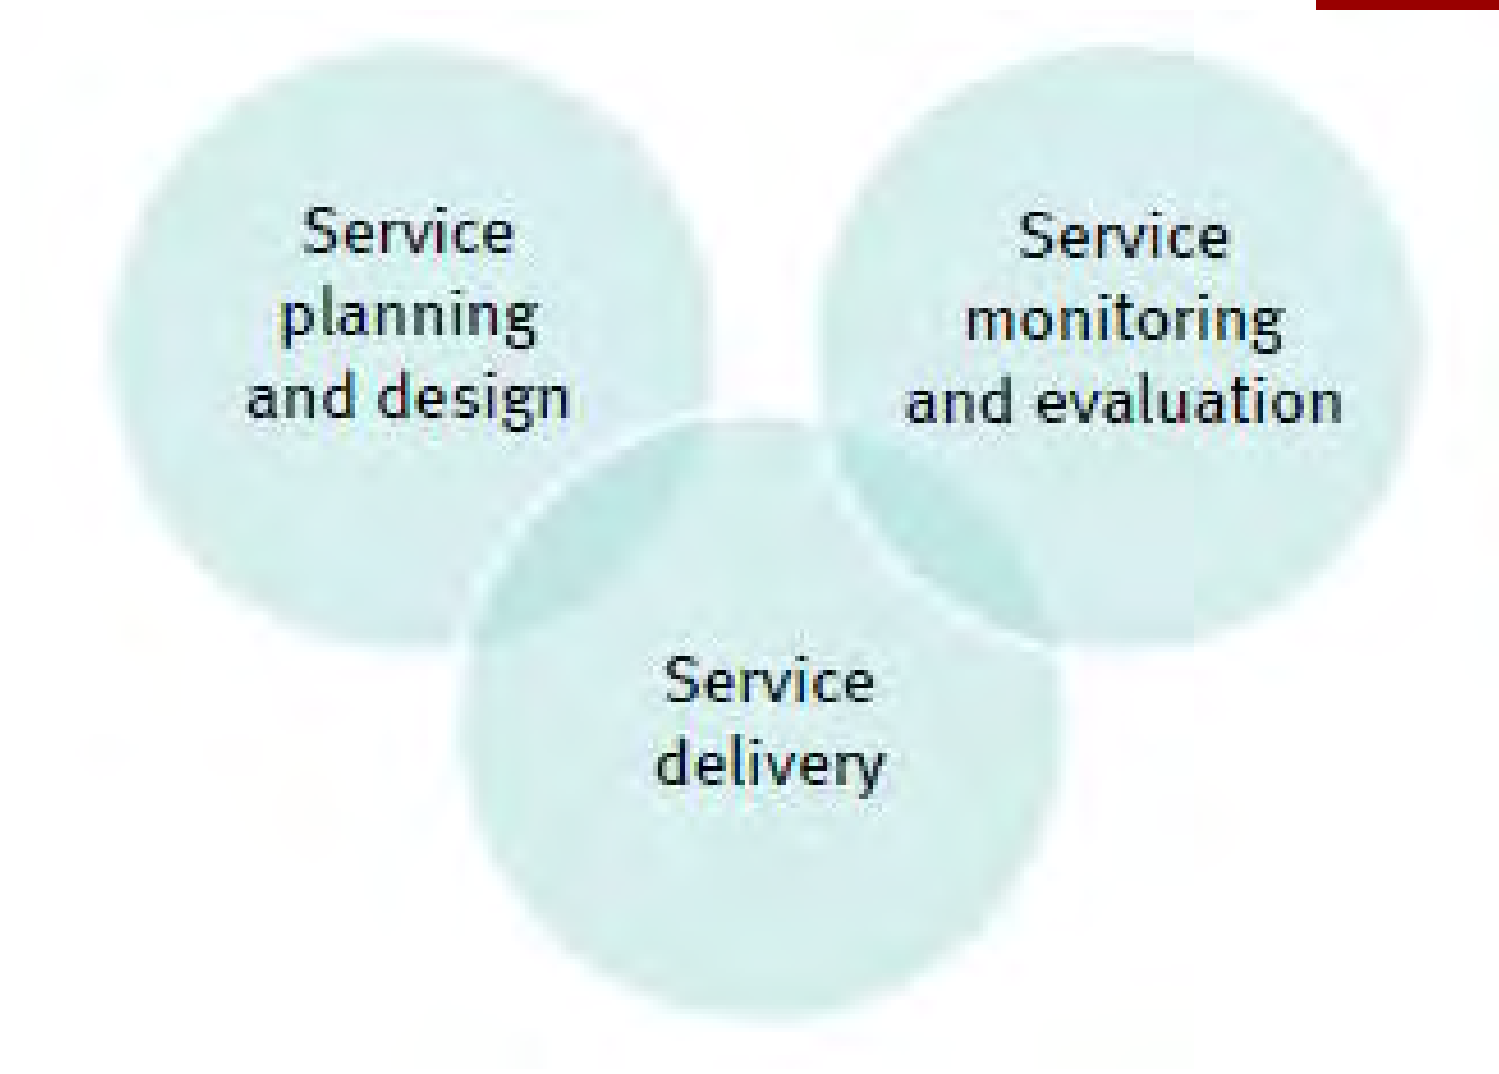 Service
planning
and design
Service
monitoring
and evaluation
Service
delivery